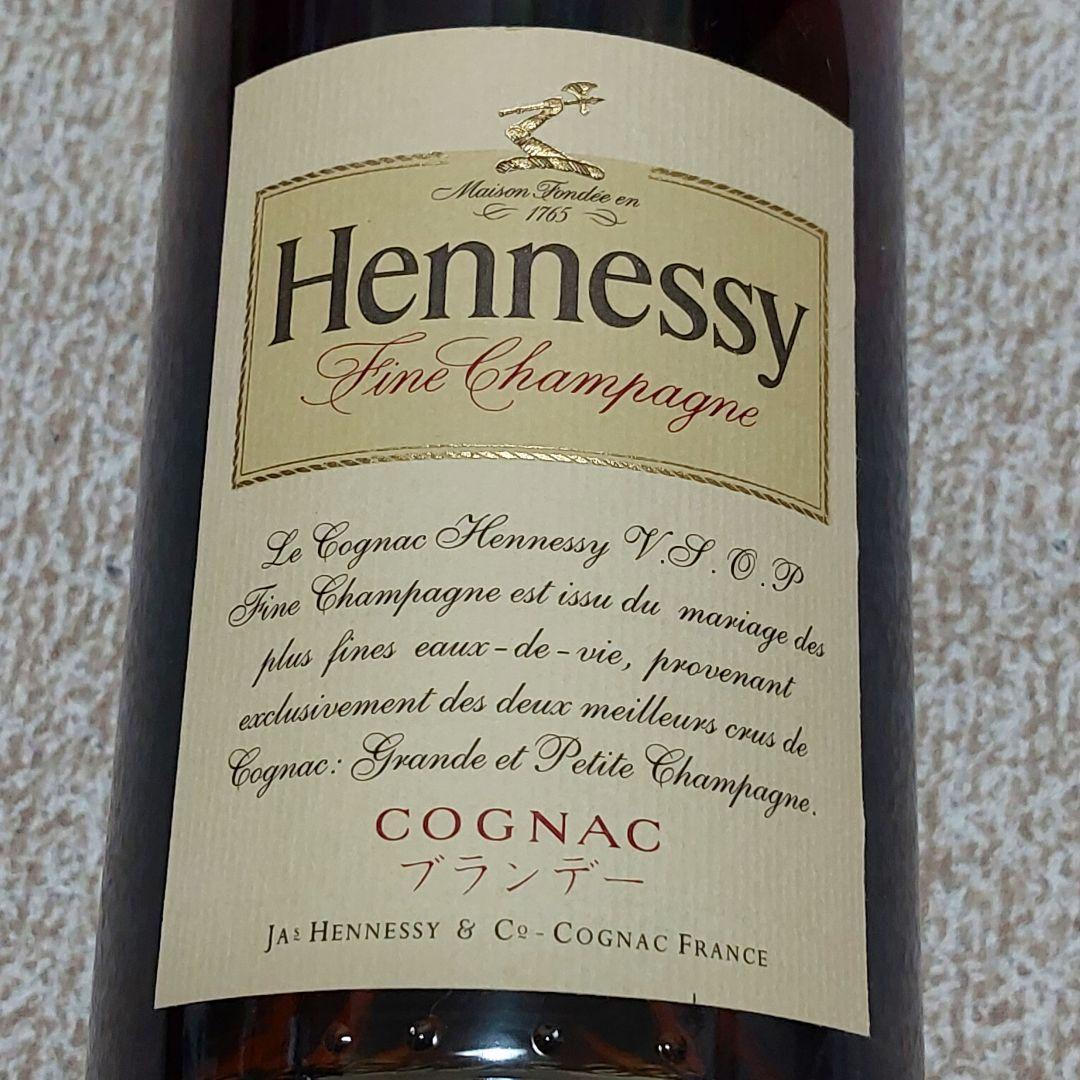 Maison Fondée en
1765
Hennessy
Fine Champagne
Le Cognac Hennessy V.S.O.P
Fine Champagne est issu du mariage des
plus fines eaux-de-vie, provenant
exclusivement des deux meilleurs crus de
Cognac: Grande et Petite Champagne.
COGNAC
ブランデー
JAS HENNESSY & Cº - COGNAC FRANCE